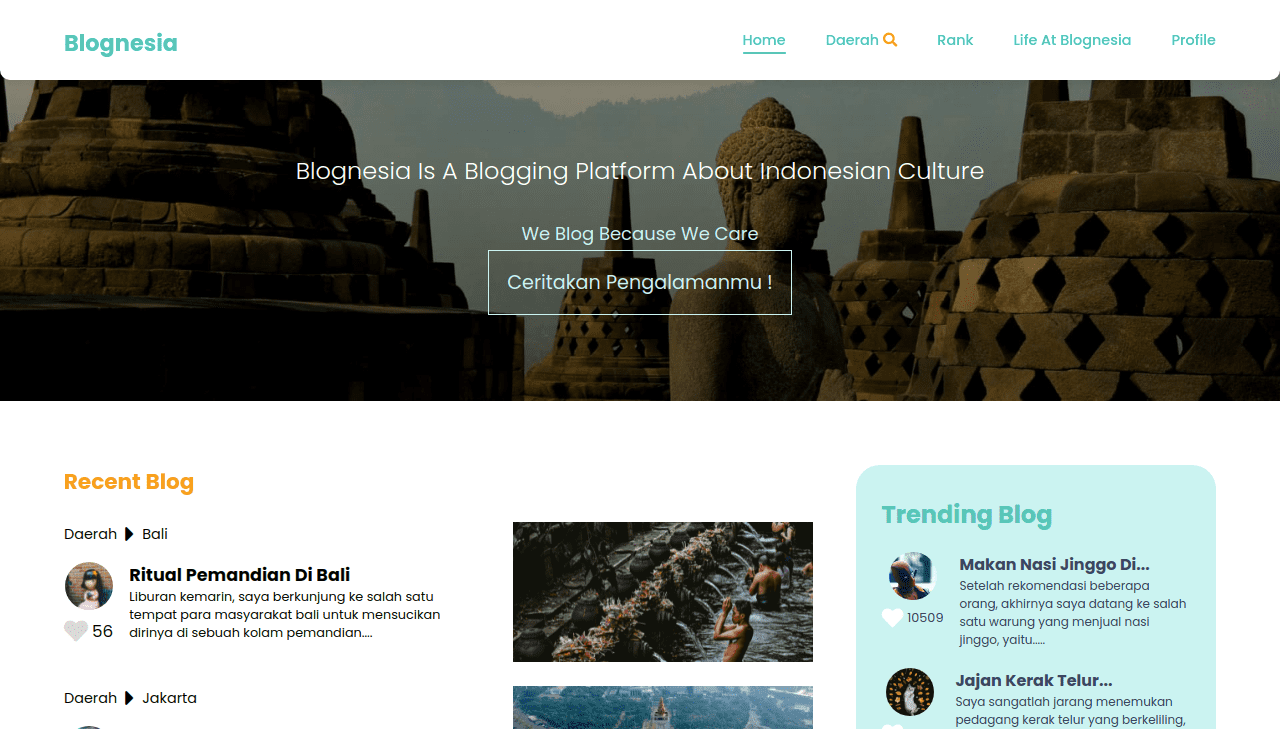 Blognesia
Home
Daerah
Rank
Life At Blognesia
Profile
Blognesia Is A Blogging Platform About Indonesian Culture
We Blog Because We Care
Ceritakan Pengalamanmu !
Recent Blog
Daerah
Bali
Ritual Pemandian Di Bali
Liburan kemarin, saya berkunjung ke salah satu
tempat para masyarakat bali untuk mensucikan
dirinya di sebuah kolam pemandian....
56
Daerah
Jakarta
Trending Blog
Makan Nasi Jinggo Di...
Setelah rekomendasi beberapa
orang, akhirnya saya datang ke salah
satu warung yang menjual nasi
jinggo, yaitu.....
10509
Jajan Kerak Telur...
Saya sangatlah jarang menemukan
pedagang kerak telur yang berkeliling,